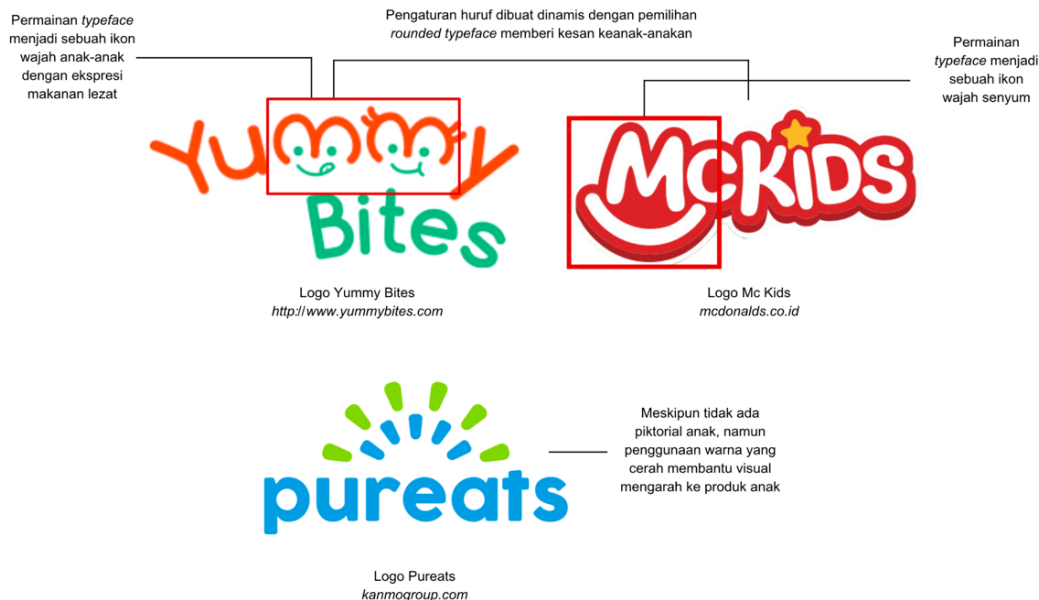 Permainan typeface
menjadi sebuah ikon
wajah anak-anak
dengan ekspresi
makanan lezat
Pengaturan huruf dibuat dinamis dengan pemilihan
rounded typeface memberi kesan keanak-anakan
Permainan
typeface menjadi
sebuah ikon
wajah senyum
Yummy
Bites
McKiDS
Logo Yummy Bites
http://www.yummybites.com
Logo Mc Kids
mcdonalds.co.id
pureats
Meskipun tidak ada
piktorial anak, namun
penggunaan warna yang
cerah membantu visual
mengarah ke produk anak
Logo Pureats
kanmogroup.com